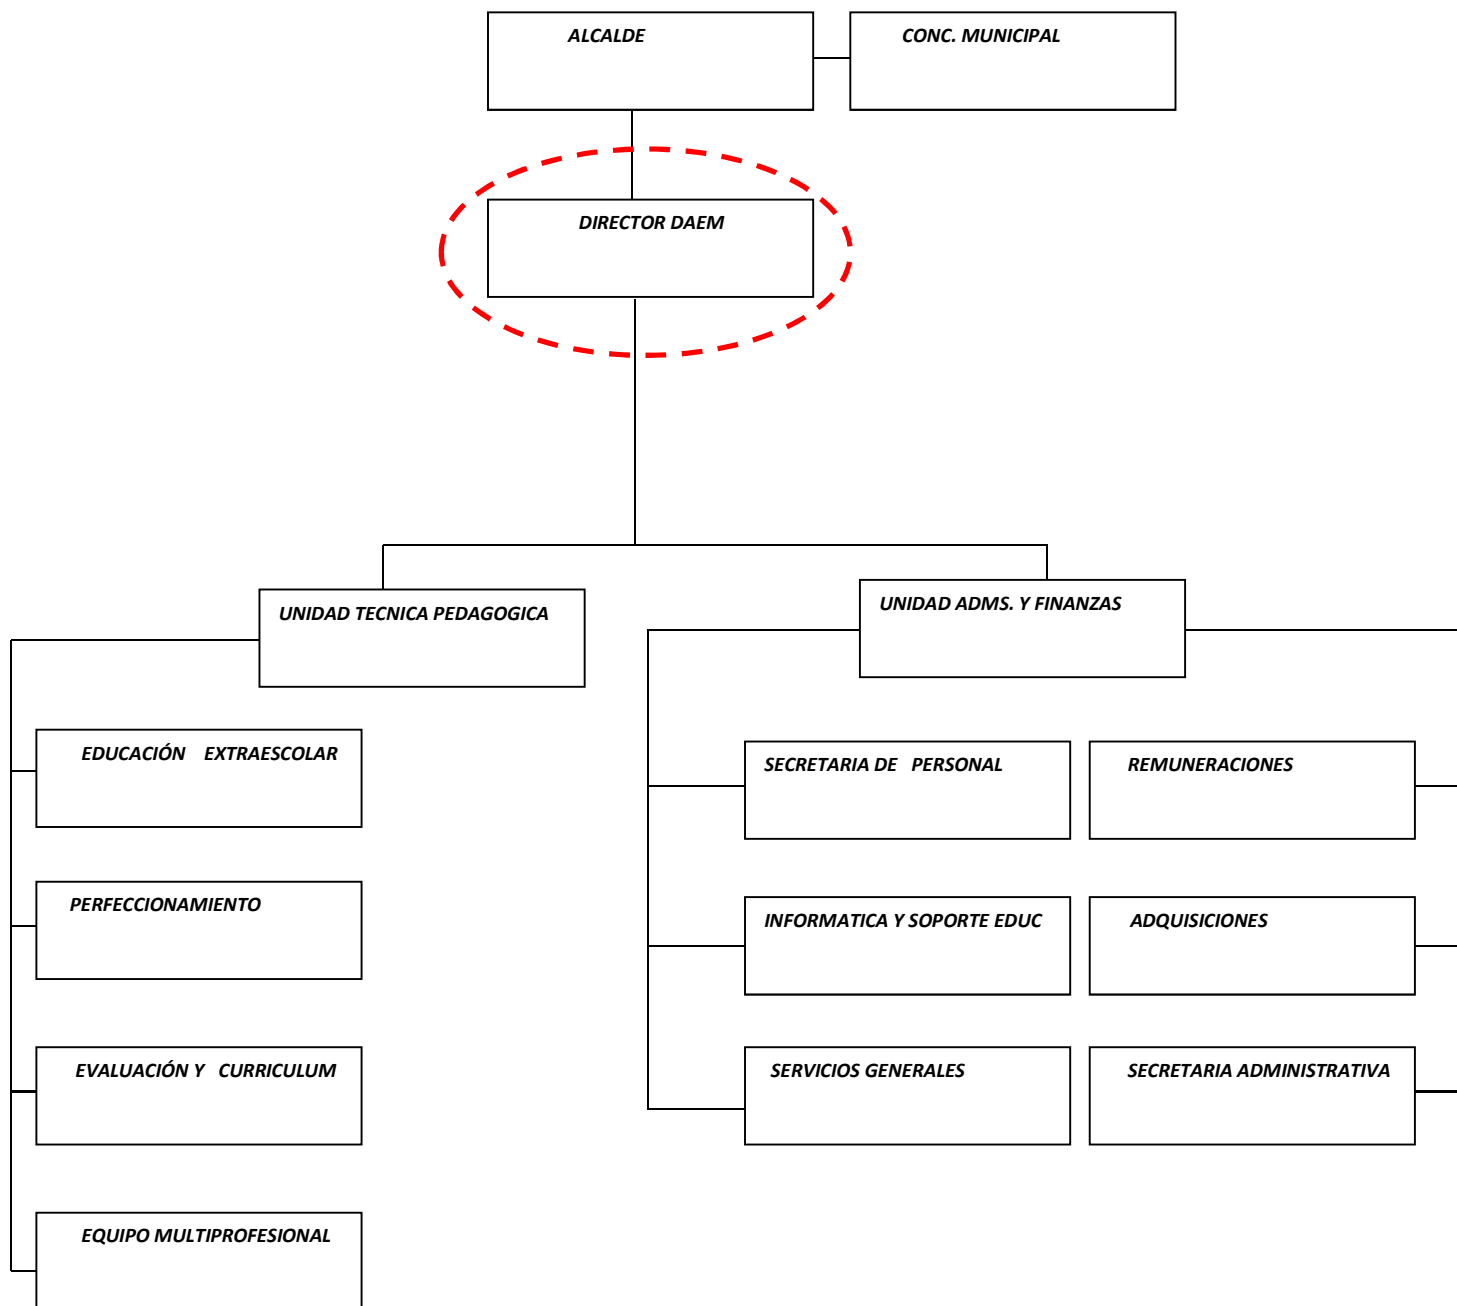 ALCALDE
CONC. MUNICIPAL
DIRECTOR DAEM
UNIDAD TECNICA PEDAGOGICA
UNIDAD ADMS. Y FINANZAS
EDUCACIÓN EXTRAESCOLAR
SECRETARIA DE PERSONAL
REMUNERACIONES
PERFECCIONAMIENTO
INFORMATICA Y SOPORTE EDUC
ADQUISICIONES
EVALUACIÓN Y CURRICULUM
SERVICIOS GENERALES
SECRETARIA ADMINISTRATIVA
EQUIPO MULTIPROFESIONAL